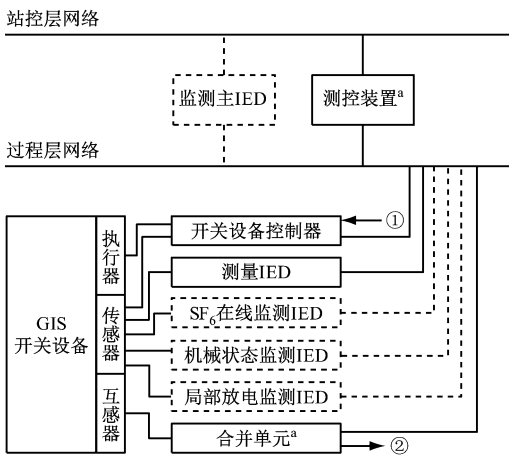 站控层网络
监测主IED
测控装置a
过程层网络
GIS
开关设备
执行器
传感器
互感器
①
开关设备控制器
测量IED
SF6在线监测IED
机械状态监测IED
局部放电监测IED
合并单元a
②